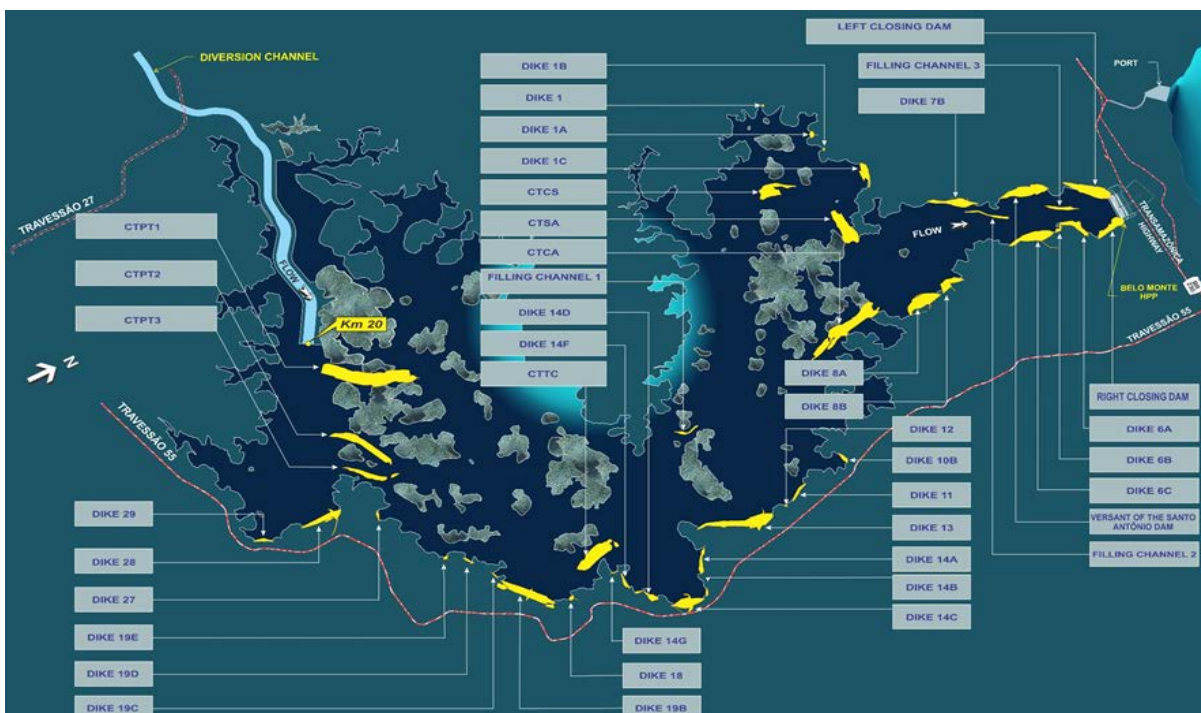 DIVERSION CHANNEL
TRAVESSÃO 27
FLOW
Km 20
CTPT1
CTPT2
CTPT3
N
TRAVESSÃO 55
DIKE 29
DIKE 28
DIKE 27
DIKE 19E
DIKE 19D
DIKE 19C
DIKE 1B
DIKE 1
DIKE 1A
DIKE 1C
CTCS
CTSA
CTCA
FILLING CHANNEL 1
DIKE 14D
DIKE 14F
CTTC
DIKE 14G
DIKE 18
DIKE 19B
LEFT CLOSING DAM
FILLING CHANNEL 3
DIKE 7B
PORT
FLOW
TRANSAMAZÔNICA
HIGHWAY
BELO MONTE
HPP
TRAVESSÃO 55
DIKE 8A
DIKE 8B
DIKE 12
DIKE 10B
DIKE 11
DIKE 13
DIKE 14A
DIKE 14B
DIKE 14C
RIGHT CLOSING DAM
DIKE 6A
DIKE 6B
DIKE 6C
VERSANT OF THE SANTO
ANTÔNIO DAM
FILLING CHANNEL 2